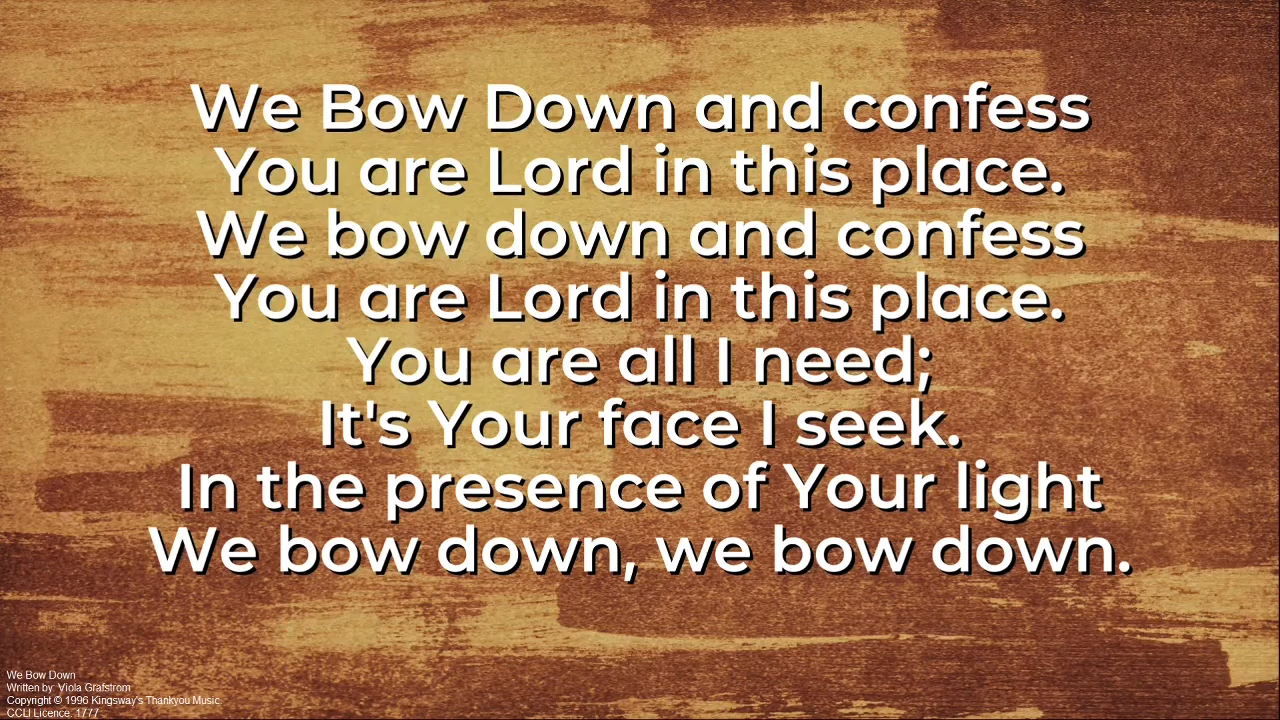 We Bow Down and confess
You are Lord in this place.
We bow down and confess
You are Lord in this place.
You are all I need;
It's Your face I seek.
In the presence of Your light
We bow down, we bow down.
We Bow Down
Written by: Viola Grafstrom
Copyright © 1996 Kingsway's Thankyou Music.
CCLI Licence: 1777